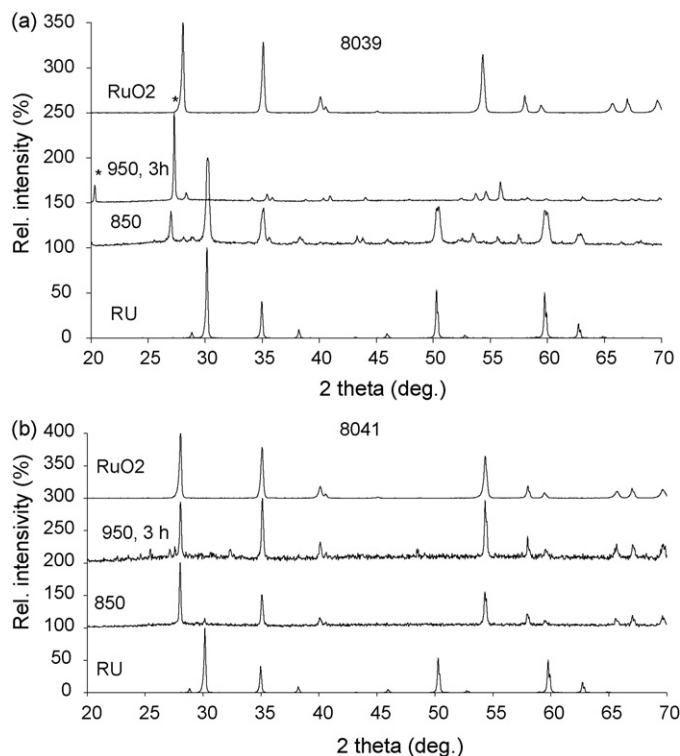 (a)
8039
Rel. intensity (%)
350
300
250
200
150
100
50
0
RuO2
*
950, 3h
*
850
RU
20 25 30 35 40 45 50 55 60 65 70
2 theta (deg.)
(b)
8041
Rel. intensivity (%)
400
350
300
250
200
150
100
50
0
RuO2
950, 3 h
850
RU
20 25 30 35 40 45 50 55 60 65 70
2 theta (deg.)